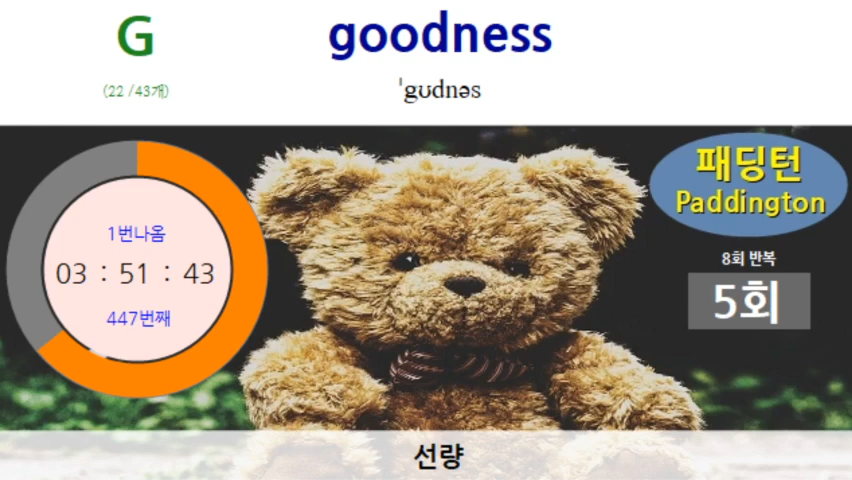 G
goodness
(22 /43개)
ˈgʊdnəs
패딩턴
Paddington
1번나옴
03 : 51 : 43
447번째
8회 반복
5회
선량